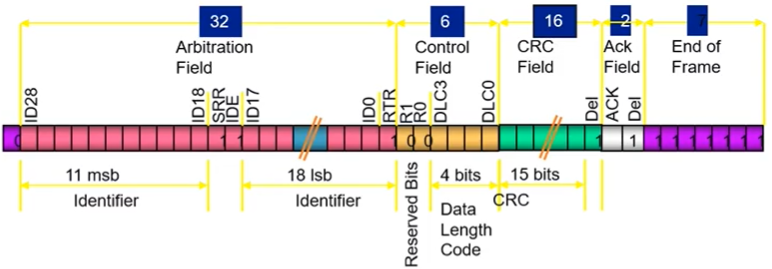 32
6
16
2
7
Arbitration
Field
Control
Field
CRC
Field
Ack
Field
End of
Frame
ID28
ID18
SRR
IDE
ID17
ID0
RTR
R1
R0
DLC3
DLC0
Del
ACK
Del
0 1 1 1 0 0 1 1 1 1 1 1 1 1 1
11 msb
Identifier
18 lsb
Identifier
Reserved Bits
4 bits
Data
Length
Code
15 bits
CRC